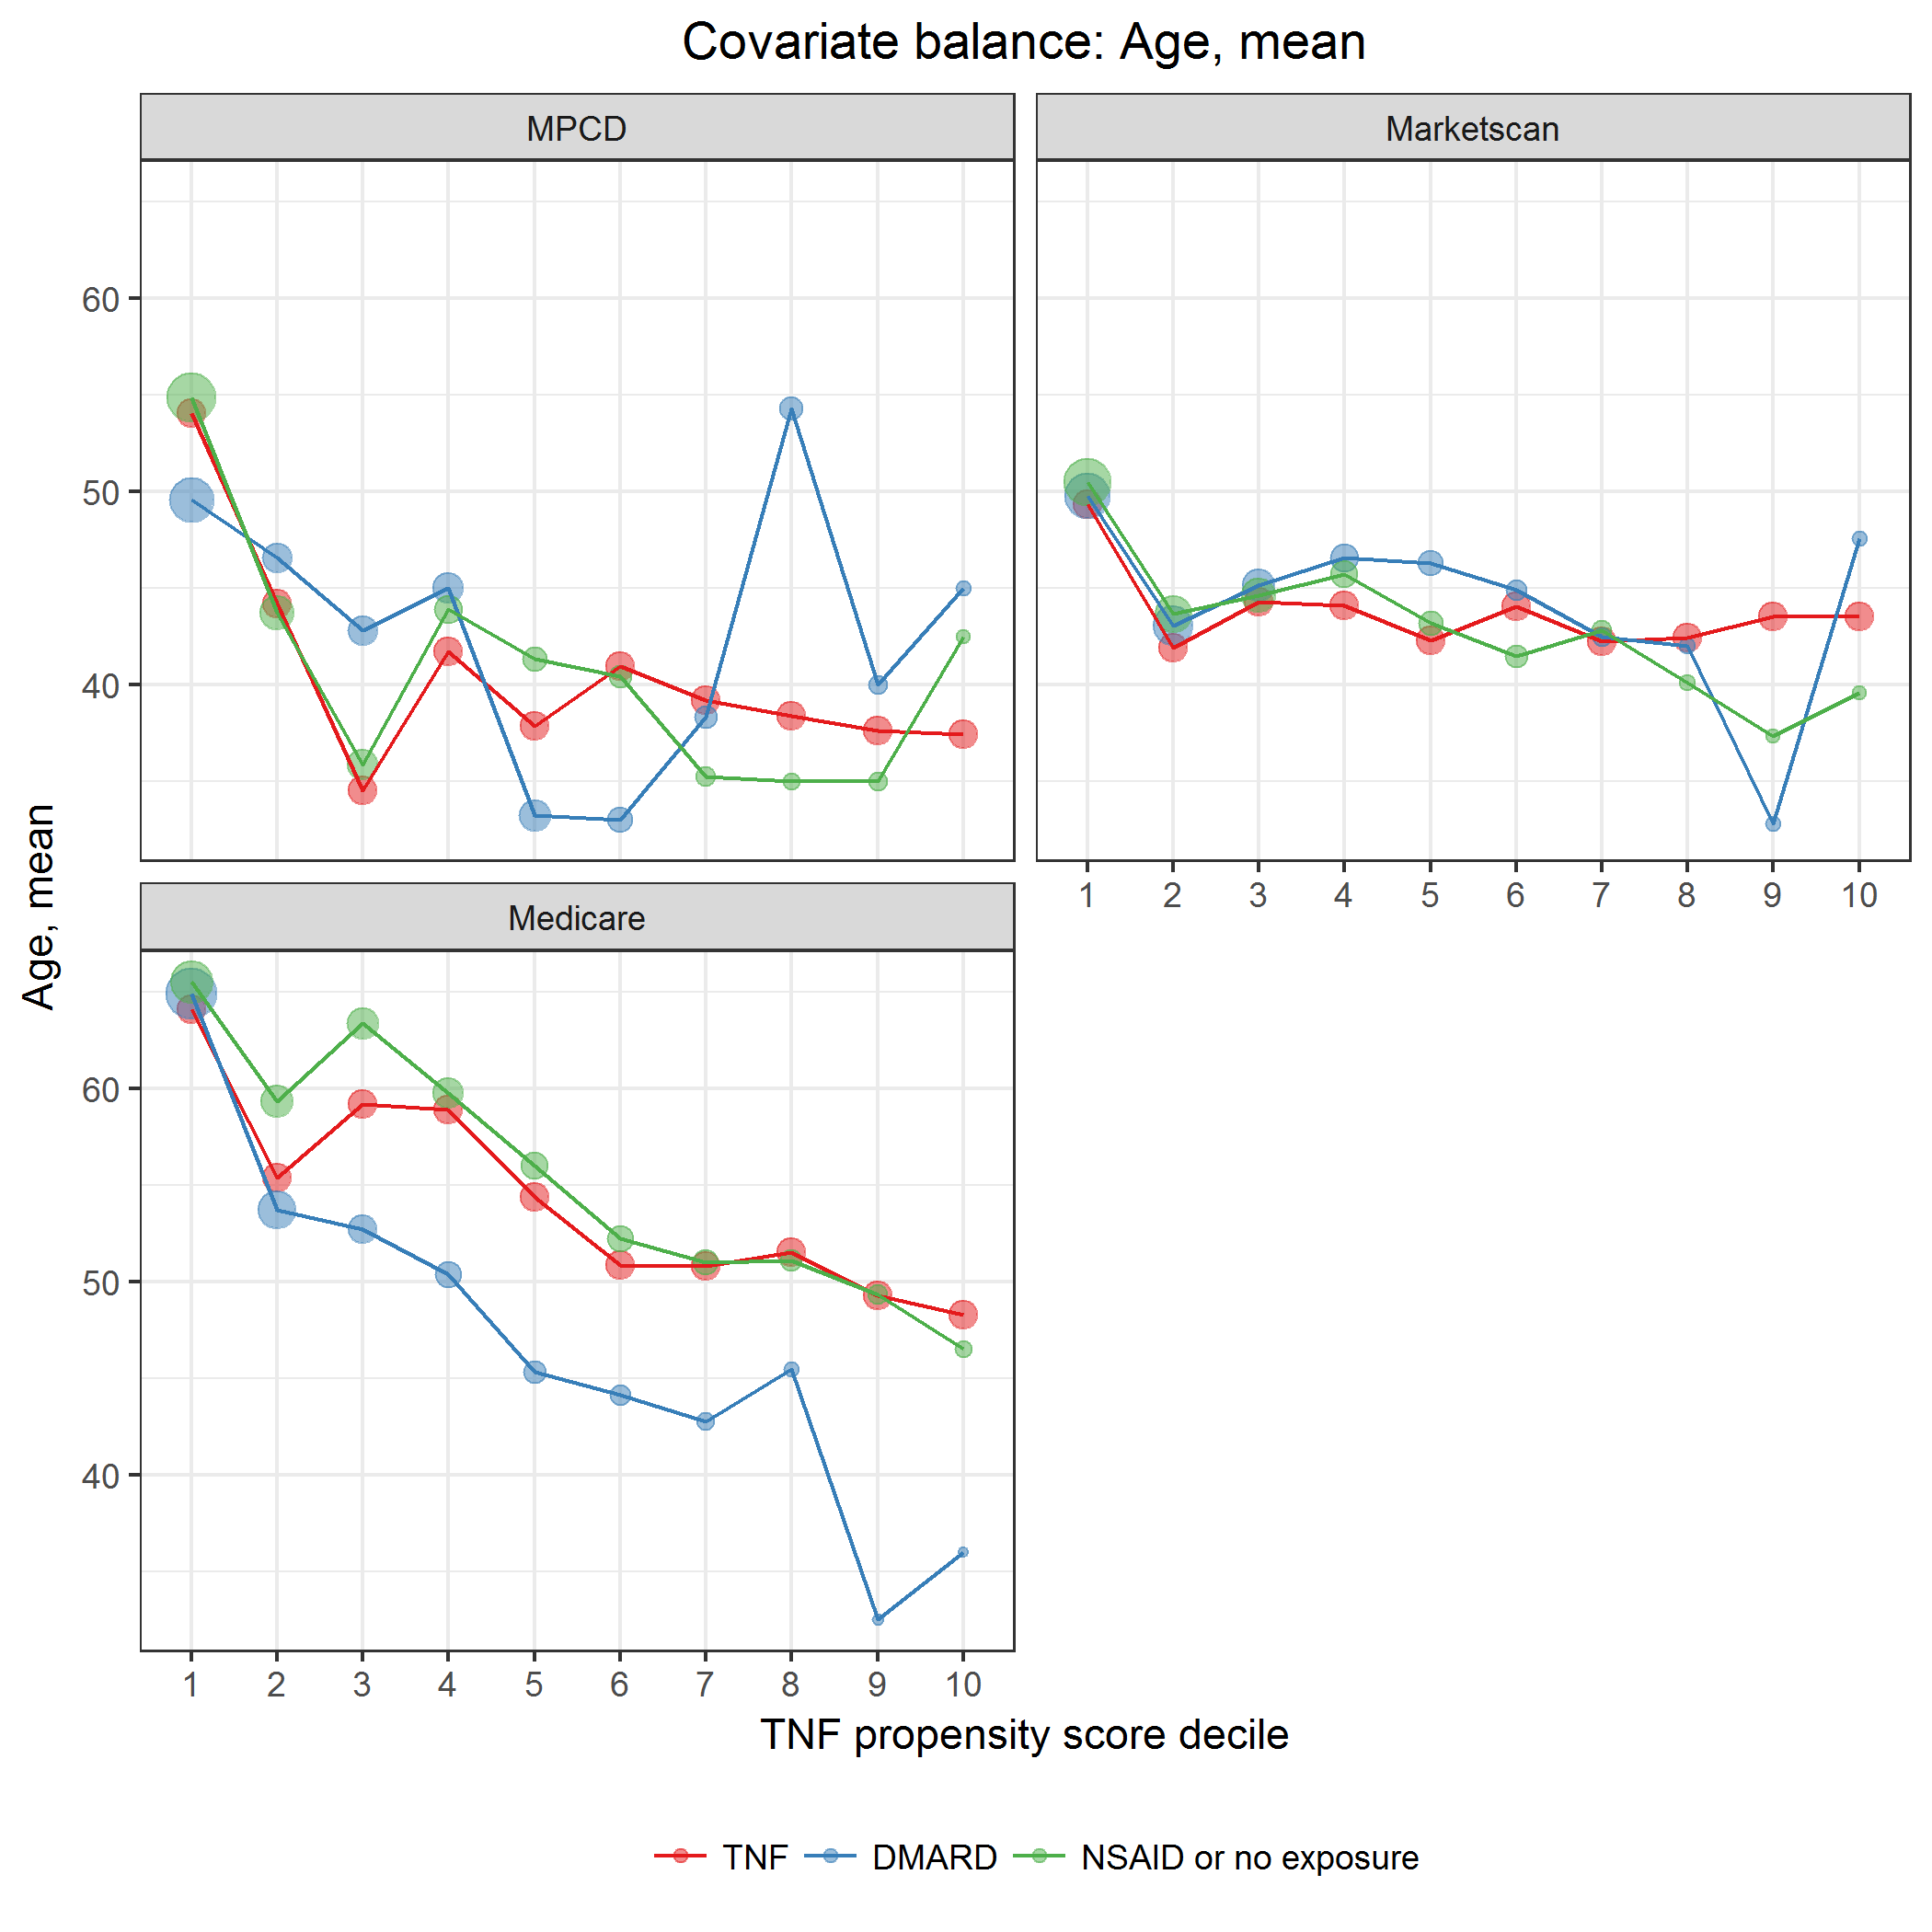 Covariate balance: Age, mean
MPCD
Marketscan
60
50
40
1 2 3 4 5 6 7 8 9 10
Medicare
60
50
40
1 2 3 4 5 6 7 8 9 10
Age, mean
TNF propensity score decile
TNF DMARD NSAID or no exposure